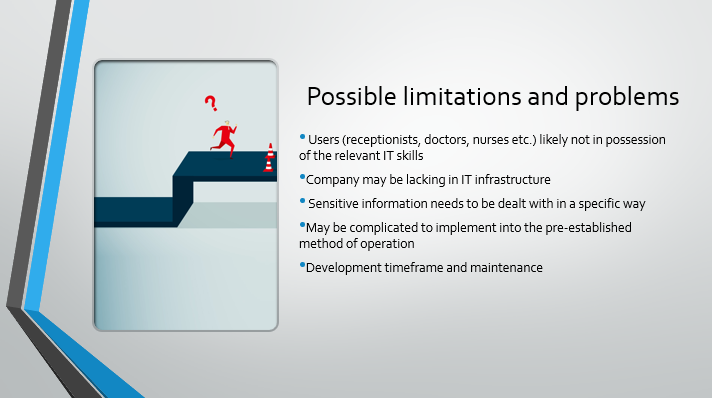 Possible limitations and problems
• Users (receptionists, doctors, nurses etc.) likely not in possession
of the relevant IT skills
•Company may be lacking in IT infrastructure
• Sensitive information needs to be dealt with in a specific way
•May be complicated to implement into the pre-established
method of operation
•Development timeframe and maintenance
?